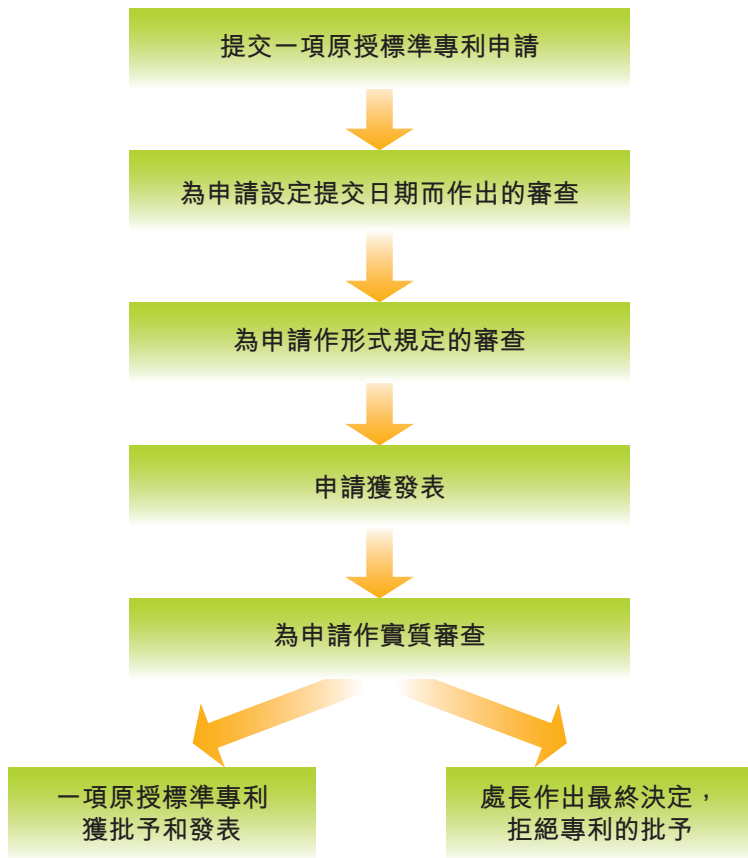 提交一項原授標準專利申請
為申請設定提交日期而作出的審查
為申請作形式規定的審查
申請獲發表
為申請作實質審查
一項原授標準專利
獲批予和發表
處長作出最終決定，
拒絕專利的批予